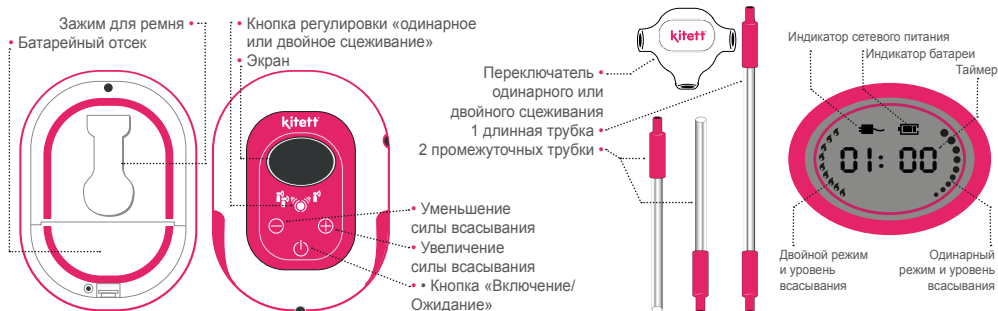 Зажим для ремня •
• Батарейный отсек
• Кнопка регулировки «одинарное
или двойное сцеживание»
• Экран
kitett
• Уменьшение
силы всасывания
• Увеличение
силы всасывания
• • Кнопка «Включение/
Ожидание»
kitett
Переключатель •
одинарного или
двойного сцеживания
1 длинная трубка •
2 промежуточных трубки •
Индикатор сетевого питания
Индикатор батареи
Таймер
01: 00
Двойной режим
и уровень
всасывания
Одинарный
режим и уровень
всасывания